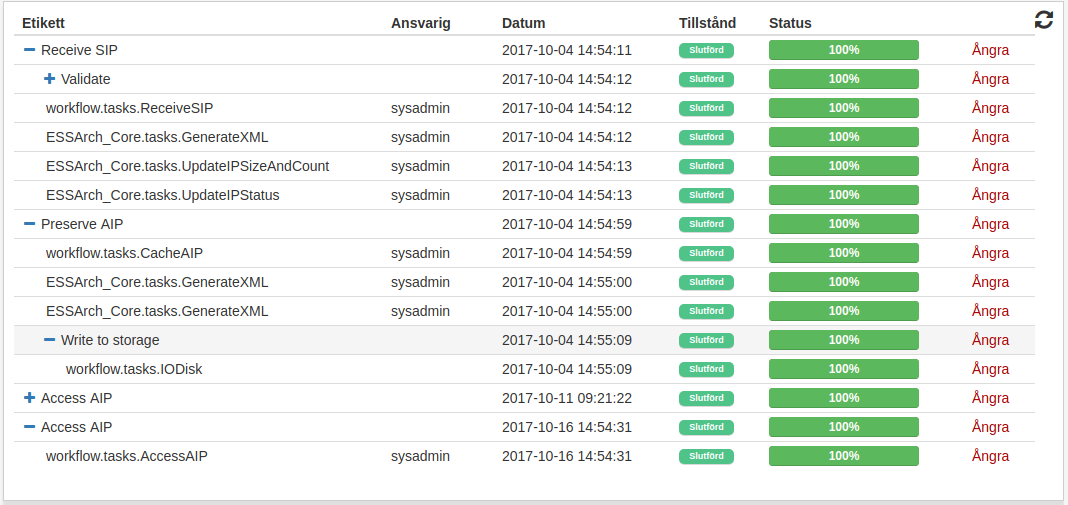 Etikett Ansvarig Datum Tillstånd Status
Receive SIP 2017-10-04 14:54:11 Slutförd 100% Ångra
Validate 2017-10-04 14:54:12 Slutförd 100% Ångra
workflow.tasks.ReceiveSIP sysadmin 2017-10-04 14:54:12 Slutförd 100% Ångra
ESSArch_Core.tasks.GenerateXML sysadmin 2017-10-04 14:54:12 Slutförd 100% Ångra
ESSArch_Core.tasks.UpdateIPSizeAndCount sysadmin 2017-10-04 14:54:13 Slutförd 100% Ångra
ESSArch_Core.tasks.UpdateIPStatus sysadmin 2017-10-04 14:54:13 Slutförd 100% Ångra
Preserve AIP 2017-10-04 14:54:59 Slutförd 100% Ångra
workflow.tasks.CacheAIP sysadmin 2017-10-04 14:54:59 Slutförd 100% Ångra
ESSArch_Core.tasks.GenerateXML sysadmin 2017-10-04 14:55:00 Slutförd 100% Ångra
ESSArch_Core.tasks.GenerateXML sysadmin 2017-10-04 14:55:00 Slutförd 100% Ångra
Write to storage 2017-10-04 14:55:09 Slutförd 100% Ångra
workflow.tasks.IODisk 2017-10-04 14:55:09 Slutförd 100% Ångra
Access AIP 2017-10-11 09:21:22 Slutförd 100% Ångra
Access AIP 2017-10-16 14:54:31 Slutförd 100% Ångra
workflow.tasks.AccessAIP sysadmin 2017-10-16 14:54:31 Slutförd 100% Ångra